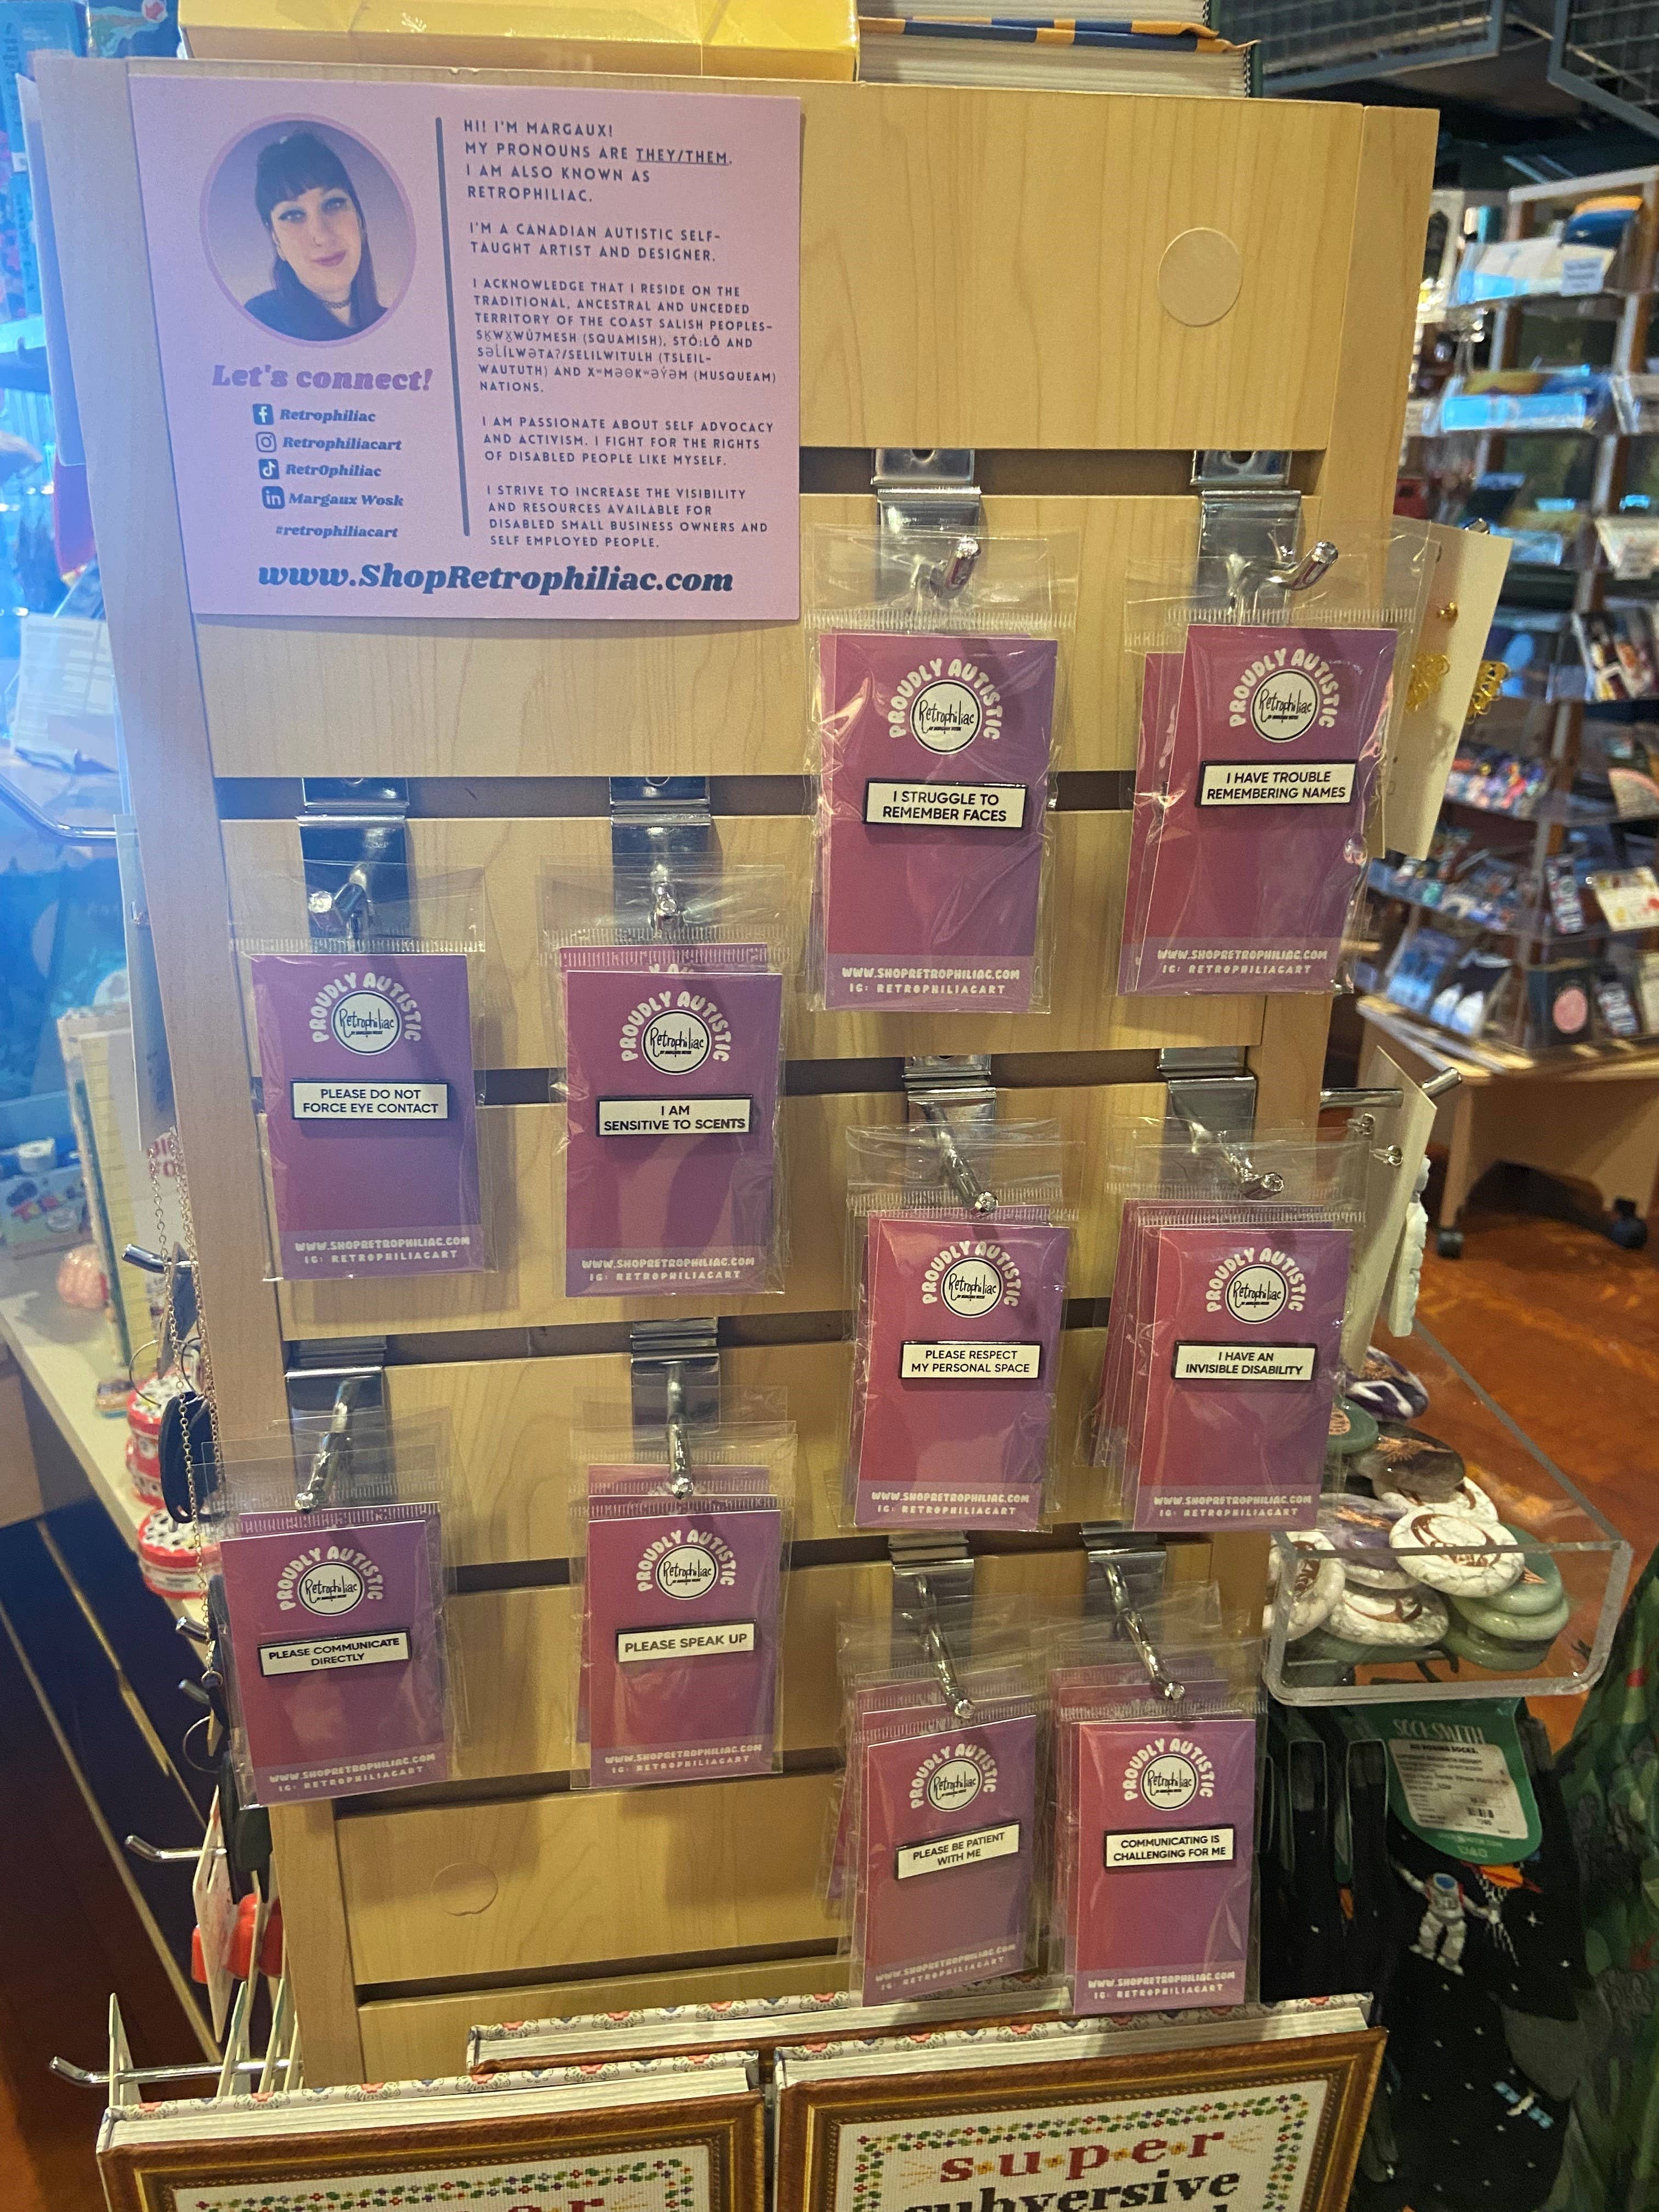 HI! I'M MARGAUX!
MY PRONOUNS ARE THEY/THEM.
I AM ALSO KNOWN AS
RETROPHILIAC.
I'M A CANADIAN AUTISTIC SELF-
TAUGHT ARTIST AND DESIGNER.
I ACKNOWLEDGE THAT I RESIDE ON THE
TRADITIONAL, ANCESTRAL AND UNCEDED
TERRITORY OF THE COAST SALISH PEOPLES–
SḴWX̱WÚ7MESH (SQUAMISH), STÓ:LŌ AND
SƏL̓ÍLWƏTAʔ/SELILWITULH (TSLEIL-
WAUTUTH) AND XʷMƏΘKʷƏY̓ƏM (MUSQUEAM)
NATIONS.
I AM PASSIONATE ABOUT SELF ADVOCACY
AND ACTIVISM. I FIGHT FOR THE RIGHTS
OF DISABLED PEOPLE LIKE MYSELF.
I STRIVE TO INCREASE THE VISIBILITY
AND RESOURCES AVAILABLE FOR
DISABLED SMALL BUSINESS OWNERS AND
SELF EMPLOYED PEOPLE.
Let's connect!
Retrophiliac
Retrophiliacart
Retr0philiac
in Margaux Wosk
#retrophiliacart
www.ShopRetrophiliac.com
PROUDLY AUTISTIC
Retrophiliac
I STRUGGLE TO
REMEMBER FACES
WWW.SHOPRETROPHILIAC.COM
IG: RETROPHILIACART
PROUDLY AUTISTIC
Retrophiliac
I HAVE TROUBLE
REMEMBERING NAMES
WWW.SHOPRETROPHILIAC.COM
IG: RETROPHILIACART
PROUDLY AUTISTIC
Retrophiliac
PLEASE DO NOT
FORCE EYE CONTACT
WWW.SHOPRETROPHILIAC.COM
IG: RETROPHILIACART
PROUDLY AUTISTIC
Retrophiliac
I AM
SENSITIVE TO SCENTS
WWW.SHOPRETROPHILIAC.COM
IG: RETROPHILIACART
PROUDLY AUTISTIC
Retrophiliac
PLEASE RESPECT
MY PERSONAL SPACE
WWW.SHOPRETROPHILIAC.COM
IG: RETROPHILIACART
PROUDLY AUTISTIC
Retrophiliac
I HAVE AN
INVISIBLE DISABILITY
WWW.SHOPRETROPHILIAC.COM
IG: RETROPHILIACART
PROUDLY AUTISTIC
Retrophiliac
PLEASE COMMUNICATE
DIRECTLY
WWW.SHOPRETROPHILIAC.COM
IG: RETROPHILIACART
PROUDLY AUTISTIC
Retrophiliac
PLEASE SPEAK UP
WWW.SHOPRETROPHILIAC.COM
IG: RETROPHILIACART
PROUDLY AUTISTIC
Retrophiliac
PLEASE BE PATIENT
WITH ME
WWW.SHOPRETROPHILIAC.COM
IG: RETROPHILIACART
PROUDLY AUTISTIC
Retrophiliac
COMMUNICATING IS
CHALLENGING FOR ME
WWW.SHOPRETROPHILIAC.COM
IG: RETROPHILIACART
SOCKSMITH
super
subversive